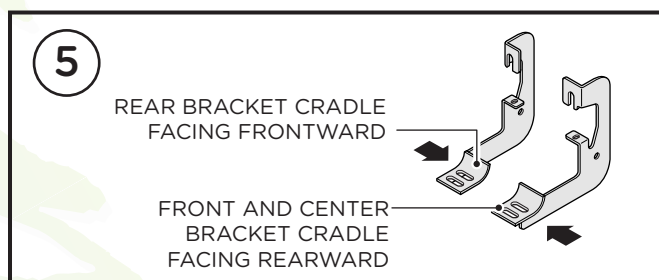 5
REAR BRACKET CRADLE
FACING FRONTWARD
FRONT AND CENTER
BRACKET CRADLE
FACING REARWARD